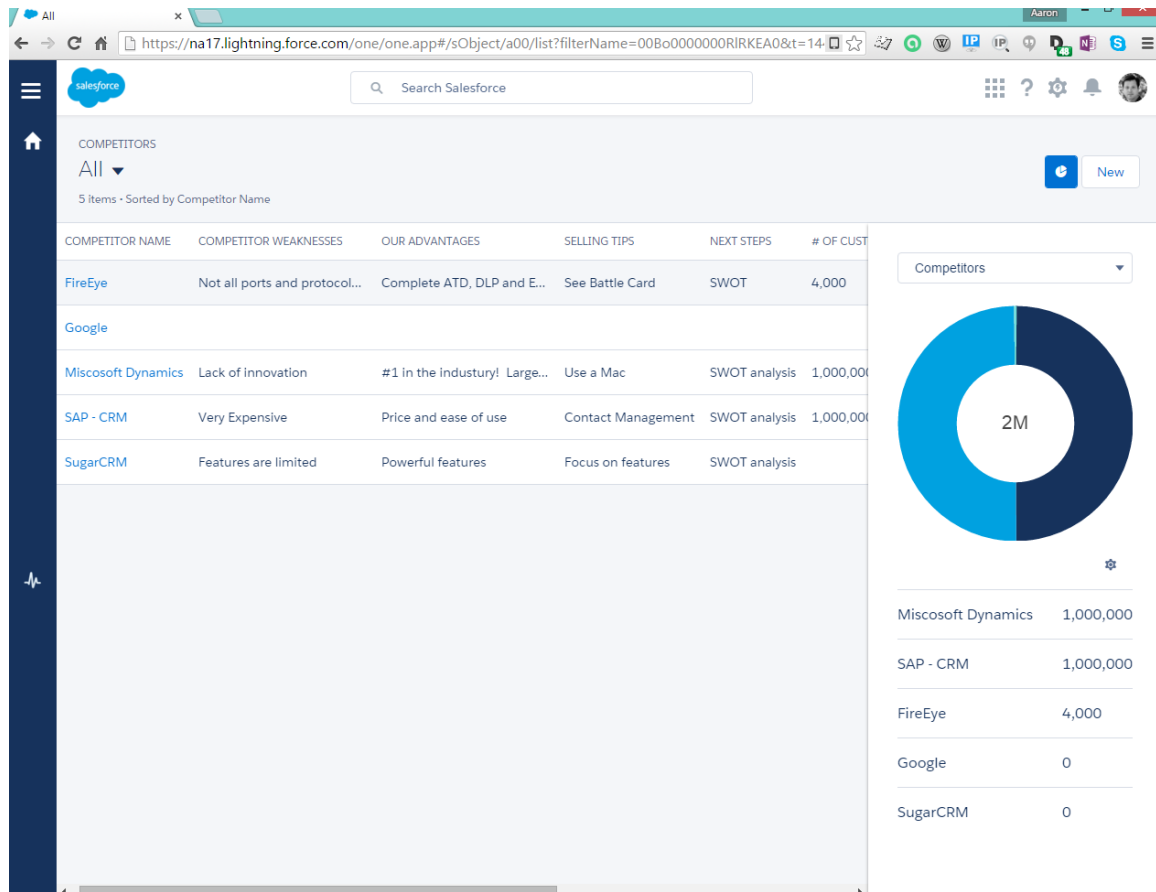 All
Aaron
https://na17.lightning.force.com/one/one.app#/sObject/a00/list?filterName=00Bo0000000RlRKEA0&t=14
48
salesforce
Search Salesforce
COMPETITORS
All
New
5 items • Sorted by Competitor Name
COMPETITOR NAME COMPETITOR WEAKNESSES OUR ADVANTAGES SELLING TIPS NEXT STEPS # OF CUST
FireEye Not all ports and protocol... Complete ATD, DLP and E... See Battle Card SWOT 4,000
Google
Miscosoft Dynamics Lack of innovation #1 in the industury! Large... Use a Mac SWOT analysis 1,000,000
SAP - CRM Very Expensive Price and ease of use Contact Management SWOT analysis 1,000,000
SugarCRM Features are limited Powerful features Focus on features SWOT analysis
Competitors
2M
Miscosoft Dynamics 1,000,000
SAP - CRM 1,000,000
FireEye 4,000
Google 0
SugarCRM 0